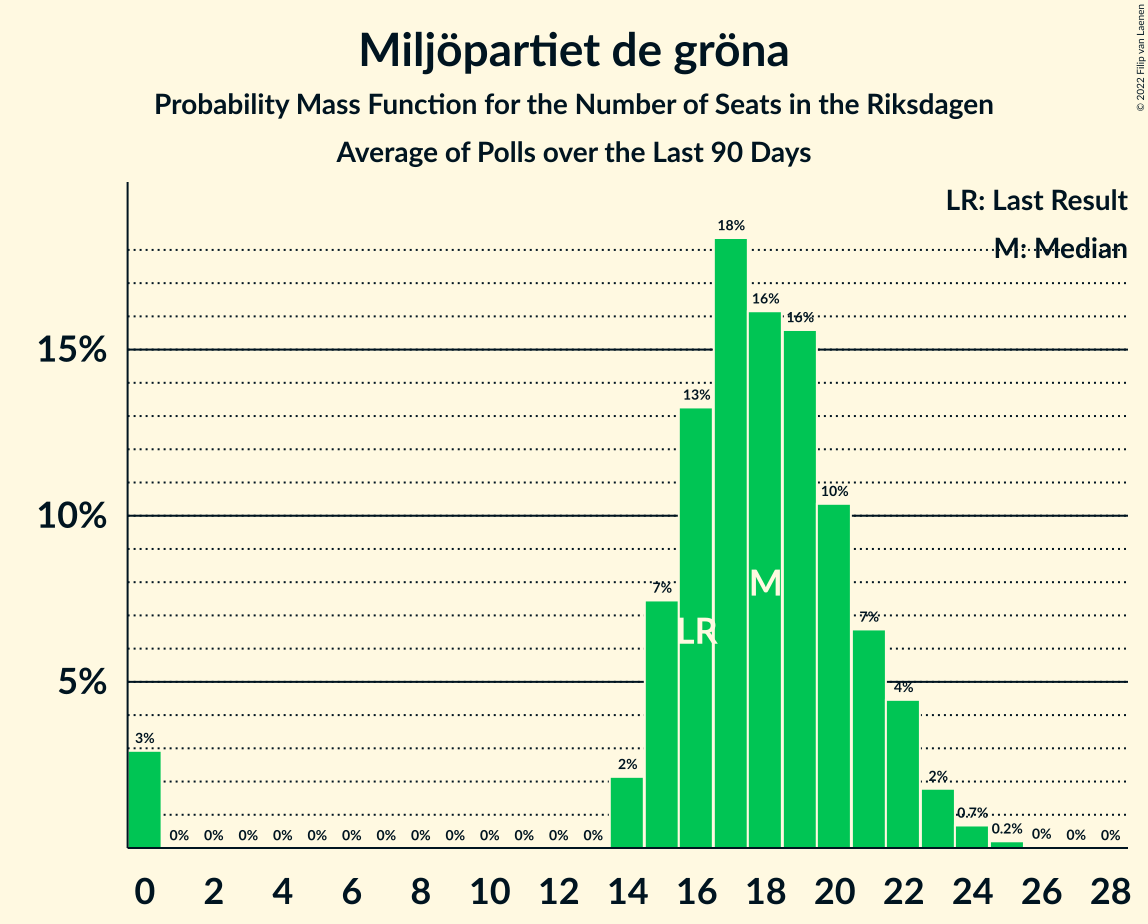 Miljöpartiet de gröna
Probability Mass Function for the Number of Seats in the Riksdagen
Average of Polls over the Last 90 Days
© 2022 Filip van Laenen
LR: Last Result
M: Median
15%
10%
5%
3% 0% 0% 0% 0% 0% 0% 0% 0% 0% 0% 0% 0% 0% 2% 7% 13% 18% 16% 16% 10% 7% 4% 2% 0.7% 0.2% 0% 0% 0%
LR
M
0 2 4 6 8 10 12 14 16 18 20 22 24 26 28